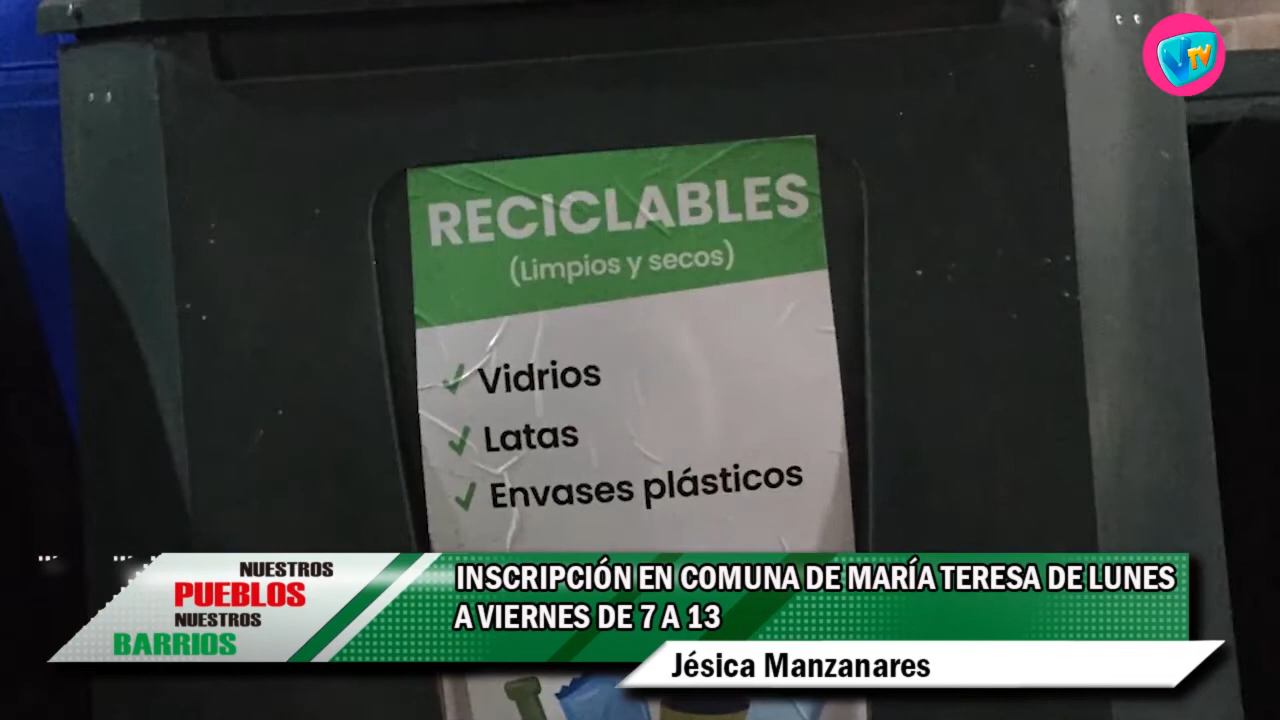 VTV
RECICLABLES
(Limpios y secos)
Vidrios
Latas
Envases plásticos
NUESTROS
PUEBLOS
NUESTROS
BARRIOS
INSCRIPCIÓN EN COMUNA DE MARÍA TERESA DE LUNES
A VIERNES DE 7 A 13
Jésica Manzanares